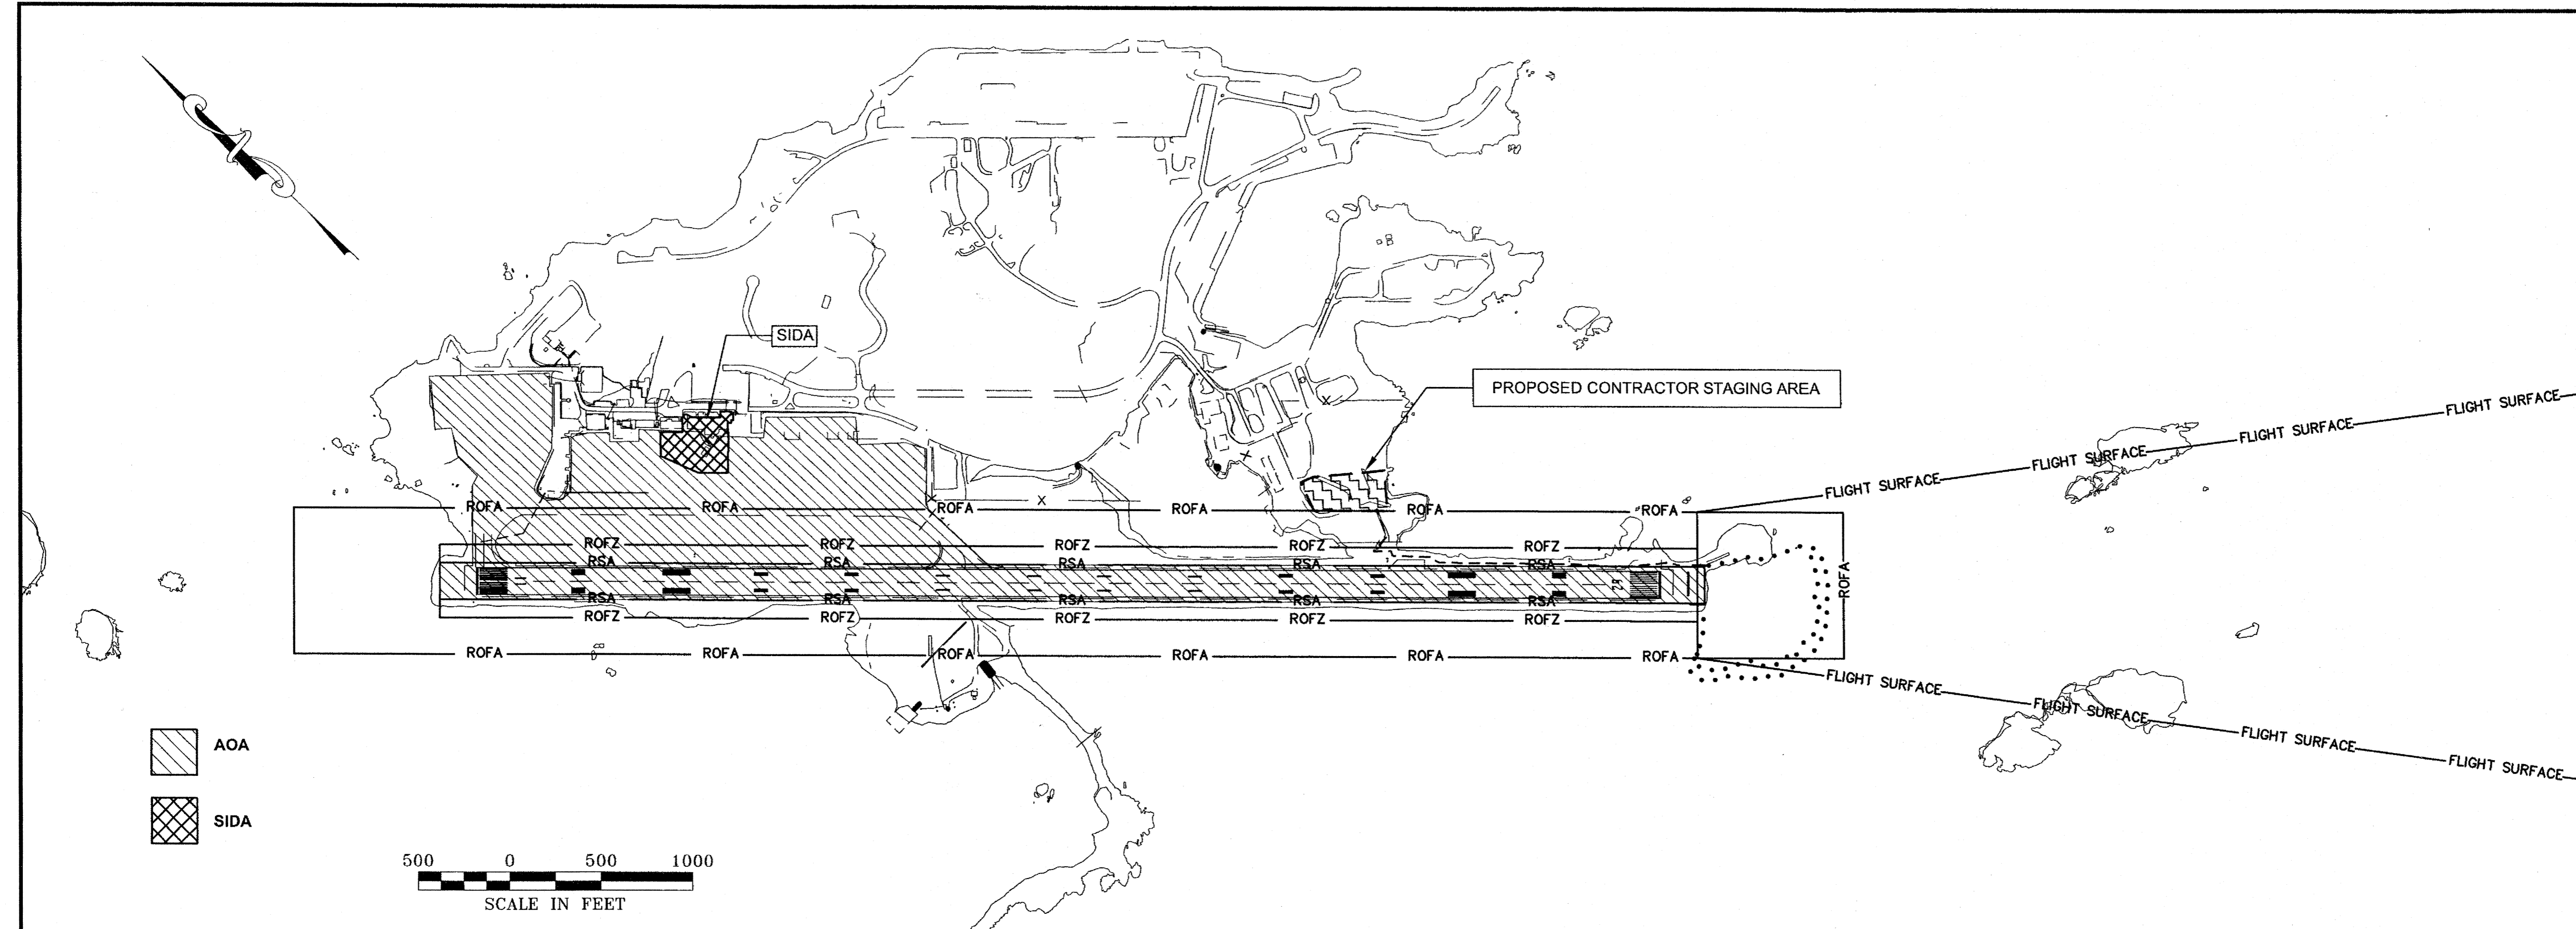 SIDA
PROPOSED CONTRACTOR STAGING AREA
FLIGHT SURFACE
FLIGHT SURFACE
FLIGHT SURFACE
FLIGHT SURFACE
X
X
X
X
ROFA ROFA ROFA ROFA ROFA ROFA
ROFZ ROFZ ROFZ ROFZ ROFZ
RSA RSA RSA RSA RSA
29
ROFA
RSA RSA RSA RSA
ROFZ ROFZ ROFZ ROFZ ROFZ
ROFA ROFA ROFA ROFA ROFA ROFA
FLIGHT SURFACE
FLIGHT SURFACE
FLIGHT SURFACE
FLIGHT SURFACE
AOA
SIDA
500 0 500 1000
SCALE IN FEET